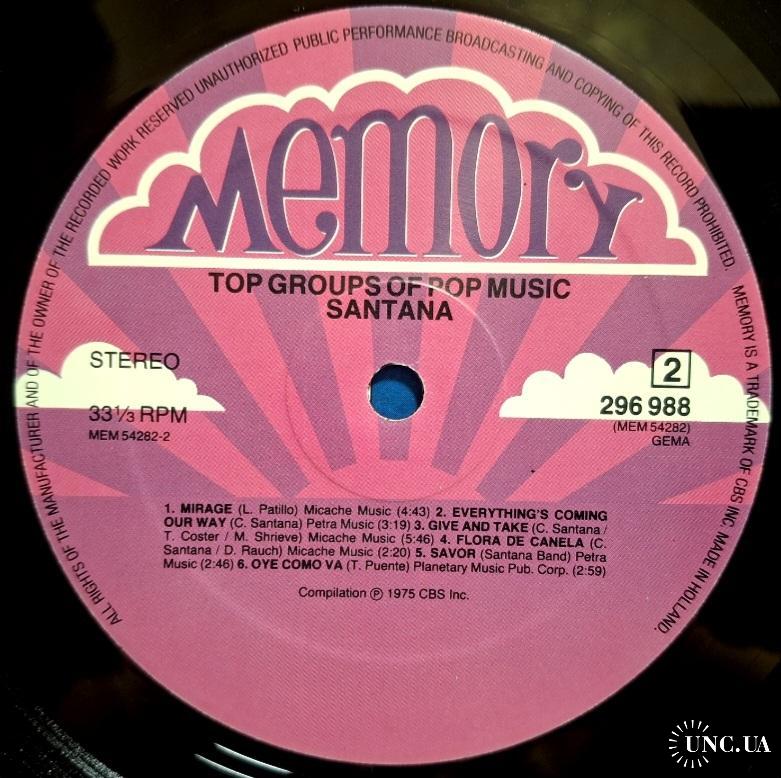 ALL RIGHTS OF THE MANUFACTURER AND OF THE OWNER OF THE RECORDED WORK RESERVED UNAUTHORIZED PUBLIC PERFORMANCE BROADCASTING AND COPYING OF THIS RECORD PROHIBITED. MEMORY IS A TRADEMARK OF CBS INC. MADE IN HOLLAND.
Memory
TOP GROUPS OF POP MUSIC
SANTANA
STEREO
2
33⅓ RPM
296 988
MEM 54282-2
(MEM 54282)
GEMA
1. MIRAGE (L. Patillo) Micache Music (4:43) 2. EVERYTHING'S COMING
OUR WAY (C. Santana) Petra Music (3:19) 3. GIVE AND TAKE (C. Santana /
T. Coster / M. Shrieve) Micache Music (5:46) 4. FLORA DE CANELA (C.
Santana / D. Rauch) Micache Music (2:20) 5. SAVOR (Santana Band) Petra
Music (2:46) 6. OYE COMO VA (T. Puente) Planetary Music Pub. Corp. (2:59)
Compilation ℗ 1975 CBS Inc.
UNC.UA